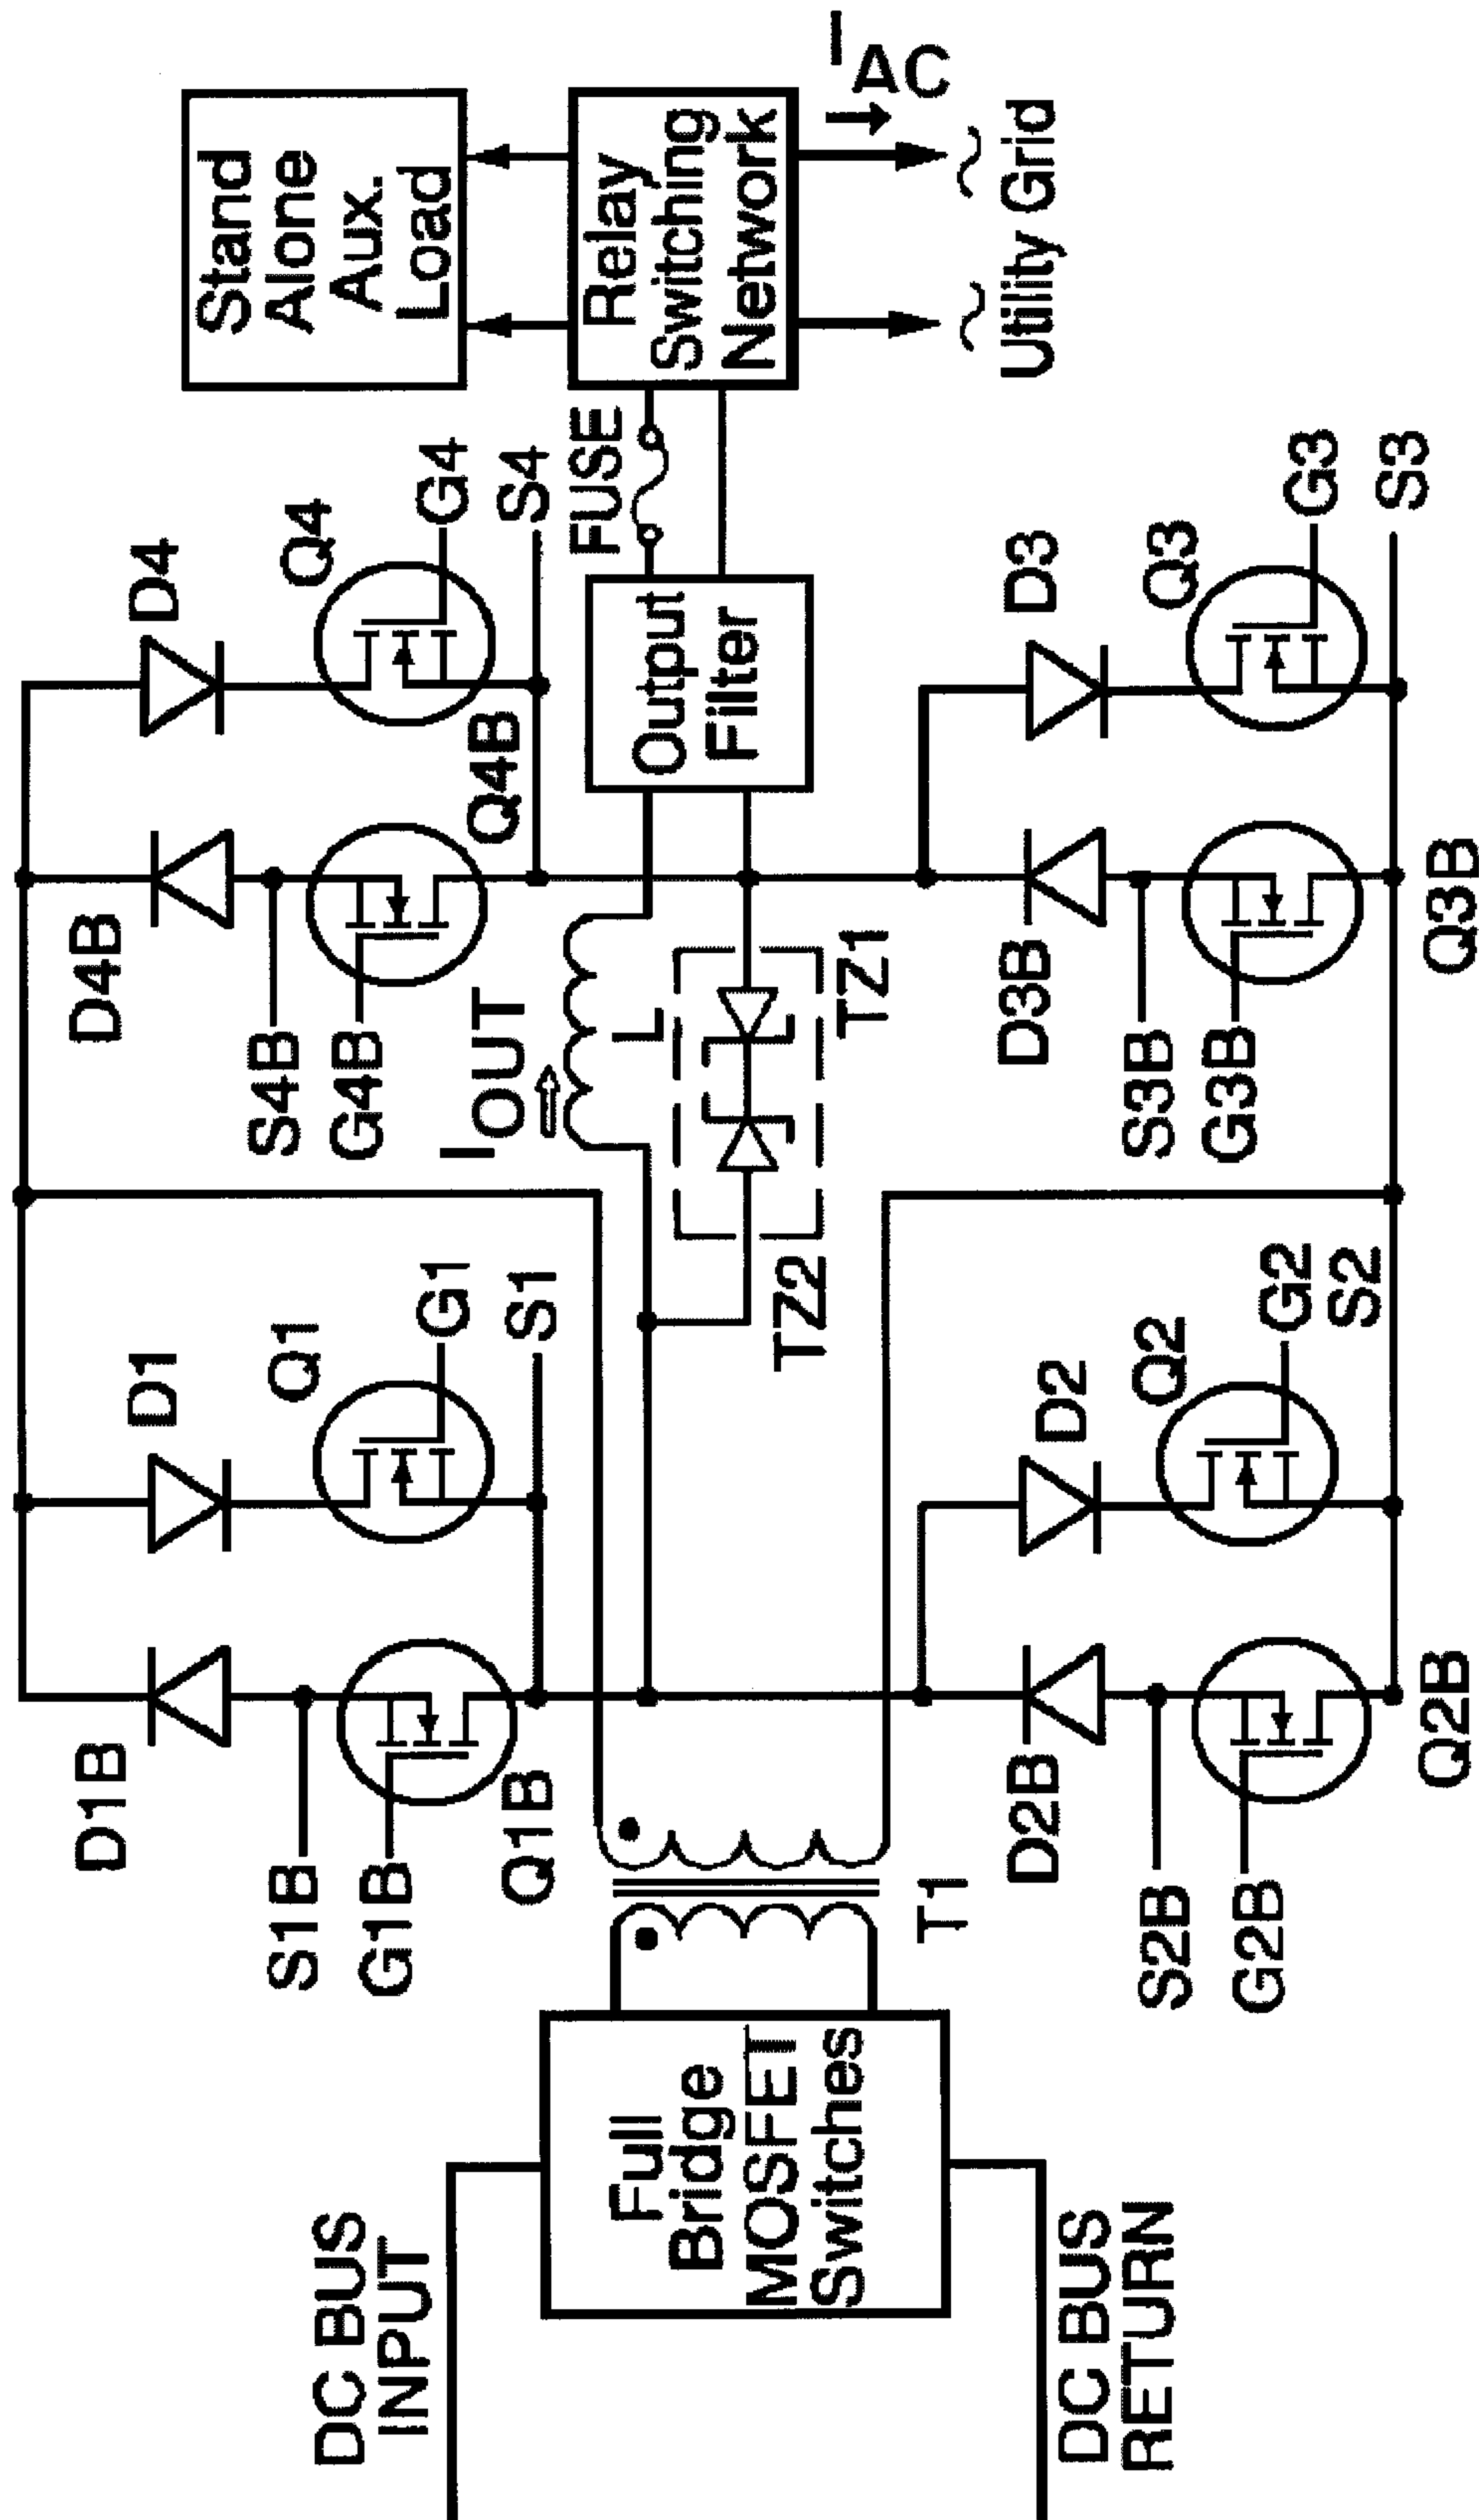 DC BUS
INPUT
DC BUS
RETURN
Full
Bridge
MOSFET
Switches
T1
D1B
S1B
G1B
Q1B
D1
Q1
G1
S1
D2B
S2B
G2B
Q2B
D2
Q2
G2
S2
I OUT
L
TZ2
TZ1
D4B
S4B
G4B
Q4B
D4
Q4
G4
S4
D3B
S3B
G3B
Q3B
D3
Q3
G3
S3
Output
Filter
FUSE
Relay
Switching
Network
Stand
Alone
Aux.
Load
I AC
Utility Grid